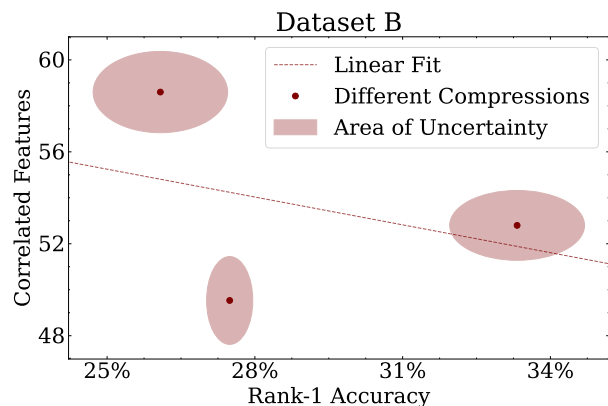 Dataset B
Linear Fit
Different Compressions
Area of Uncertainty
Correlated Features
60
56
52
48
25% 28% 31% 34%
Rank-1 Accuracy